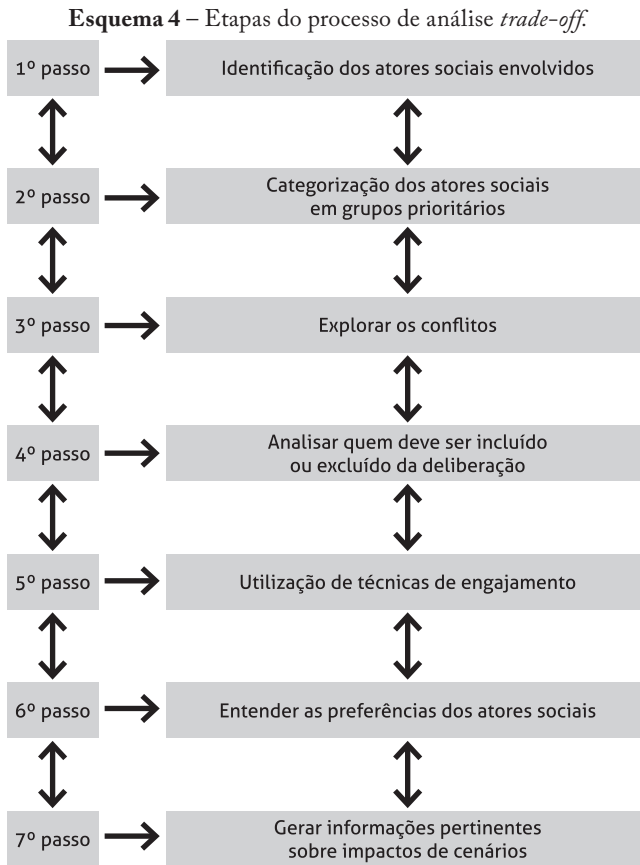 Esquema 4 – Etapas do processo de análise trade-off.
1º passo
Identificação dos atores sociais envolvidos
2º passo
Categorização dos atores sociais
em grupos prioritários
3º passo
Explorar os conflitos
4º passo
Analisar quem deve ser incluído
ou excluído da deliberação
5º passo
Utilização de técnicas de engajamento
6º passo
Entender as preferências dos atores sociais
7º passo
Gerar informações pertinentes
sobre impactos de cenários